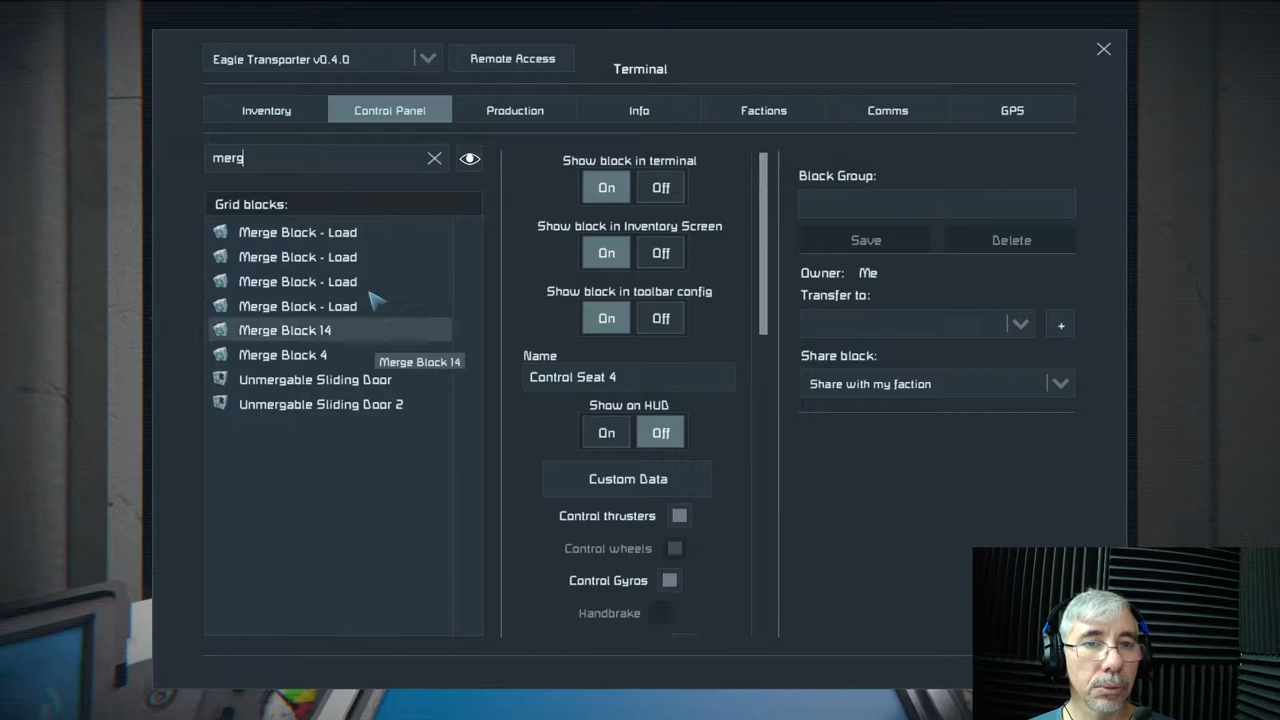 Eagle Transporter v0.4.0
Remote Access
Terminal
Inventory
Control Panel
Production
Info
Factions
Comms
GPS
merg
Grid blocks:
Merge Block - Load
Merge Block - Load
Merge Block - Load
Merge Block - Load
Merge Block 14
Merge Block 4
Merge Block 14
Unmergable Sliding Door
Unmergable Sliding Door 2
Show block in terminal
On Off
Show block in Inventory Screen
On Off
Show block in toolbar config
On Off
Name
Control Seat 4
Show on HUD
On Off
Custom Data
Control thrusters
Control wheels
Control Gyros
Handbrake
Block Group:
Save Delete
Owner: Me
Transfer to:
+
Share block:
Share with my faction